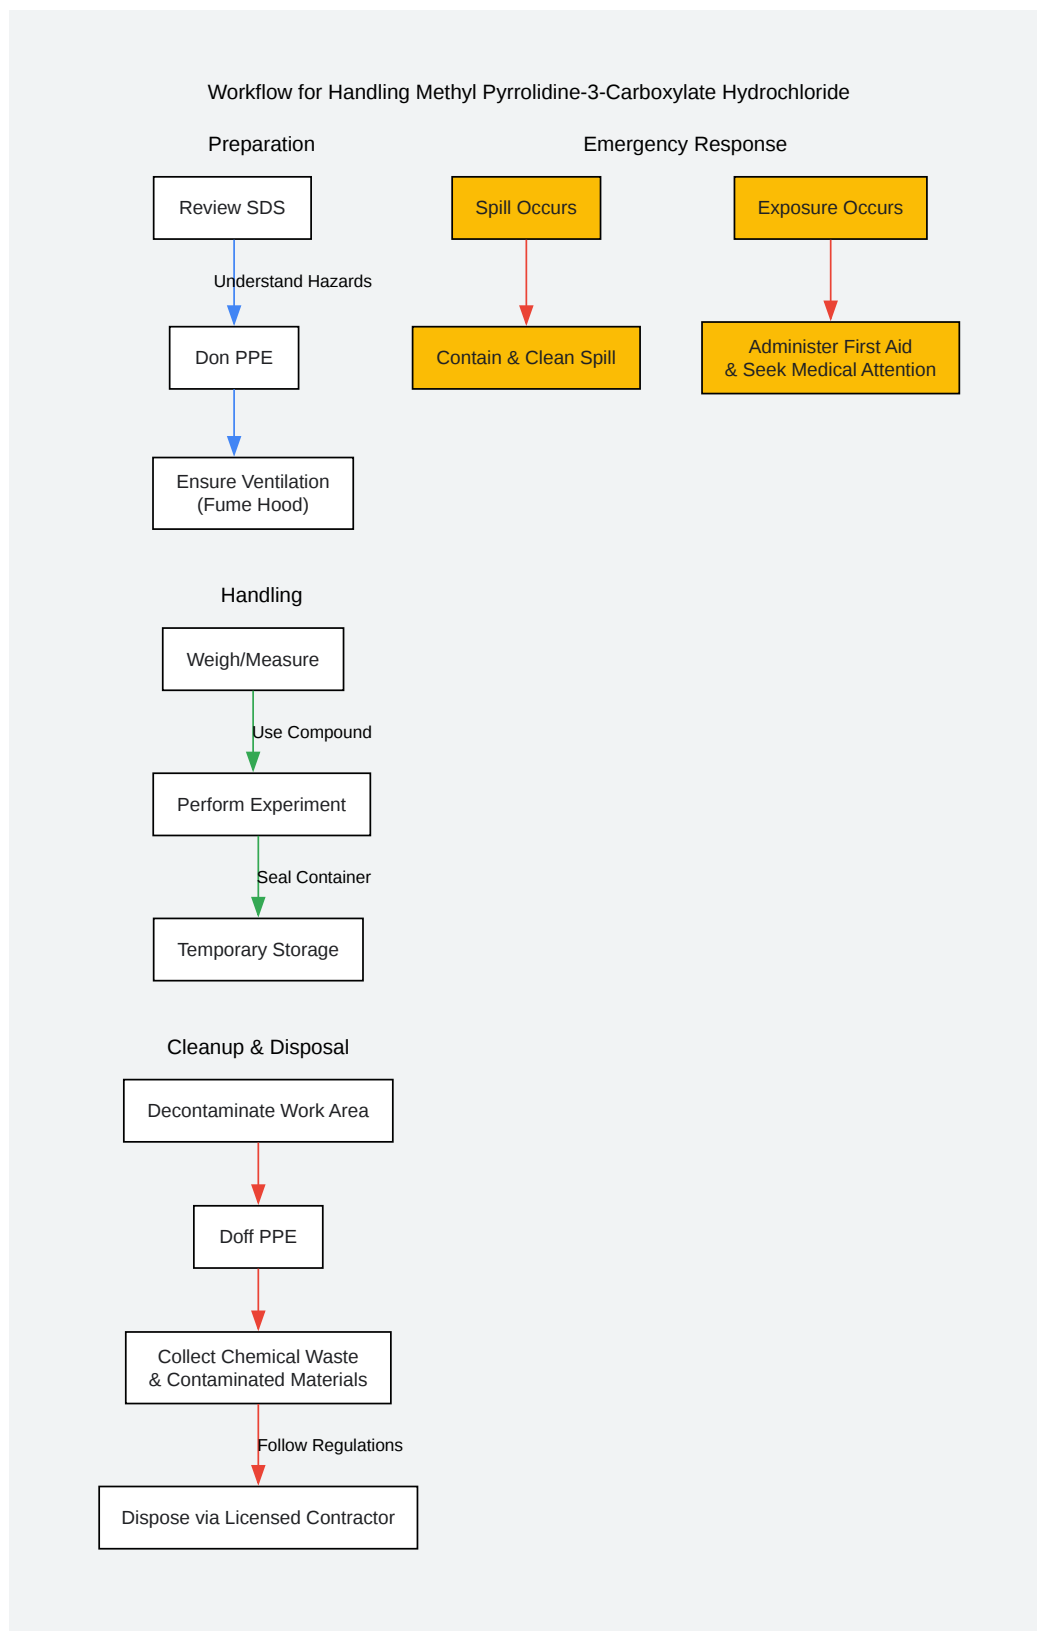 Workflow for Handling Methyl Pyrrolidine-3-Carboxylate Hydrochloride
Preparation
Review SDS
Understand Hazards
Don PPE
Ensure Ventilation
(Fume Hood)
Emergency Response
Spill Occurs
Contain & Clean Spill
Exposure Occurs
Administer First Aid
& Seek Medical Attention
Handling
Weigh/Measure
Use Compound
Perform Experiment
Seal Container
Temporary Storage
Cleanup & Disposal
Decontaminate Work Area
Doff PPE
Collect Chemical Waste
& Contaminated Materials
Follow Regulations
Dispose via Licensed Contractor